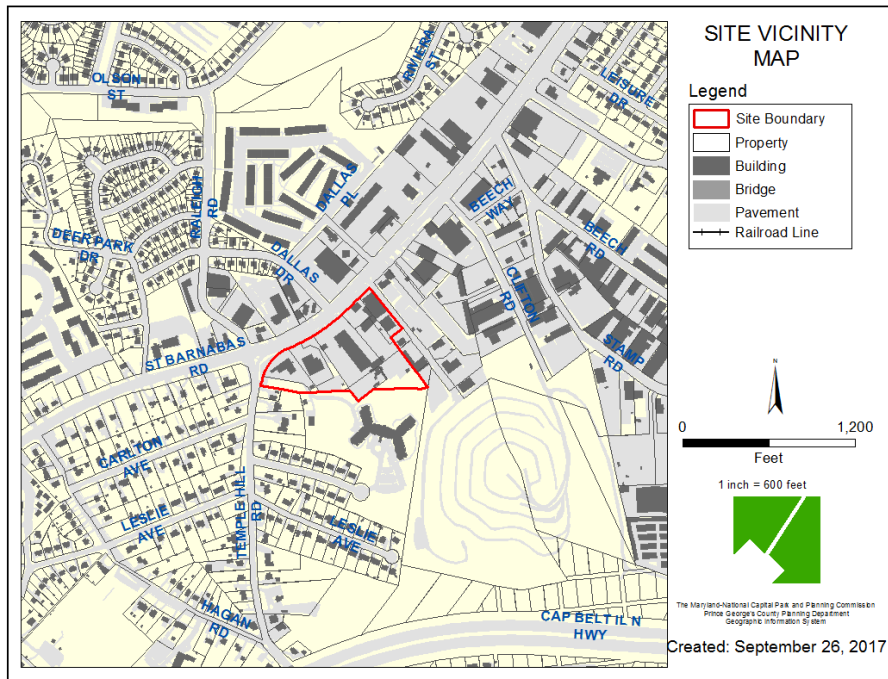 SITE VICINITY
MAP
Legend
Site Boundary
Property
Building
Bridge
Pavement
Railroad Line
N
0
1,200
Feet
1 inch = 600 feet
The Maryland-National Capital Park and Planning Commission
Prince George's County Planning Department
Geographic Information System
Created: September 26, 2017
OLSON
ST
RIVIERA
ST
LEISURE
DR
RALEIGH
RD
DALLAS
PL
BEECH
WAY
DEER PARK
DR
DALLAS
DR
BEECH
RD
CLIFTON
RD
STAMP
RD
ST BARNABAS
RD
CARLTON
AVE
LESLIE
AVE
TEMPLE HILL
RD
LESLIE
AVE
HAGAN
RD
CAP BELT IL N
HWY